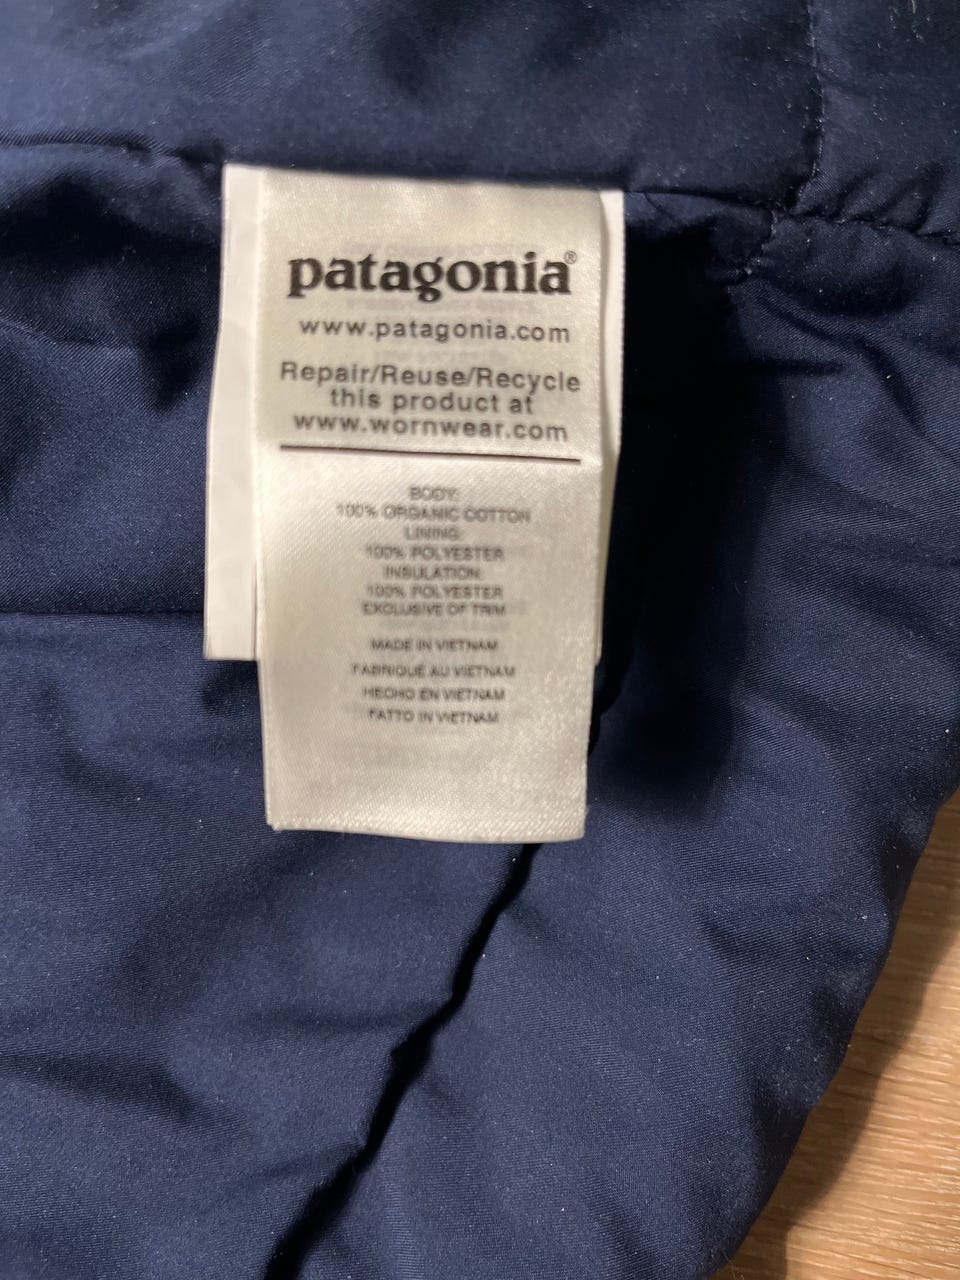 patagonia®
www.patagonia.com
Repair/Reuse/Recycle
this product at
www.wornwear.com
BODY:
100% ORGANIC COTTON
LINING:
100% POLYESTER
INSULATION:
100% POLYESTER
EXCLUSIVE OF TRIM
MADE IN VIETNAM
FABRIQUÉ AU VIETNAM
HECHO EN VIETNAM
FATTO IN VIETNAM